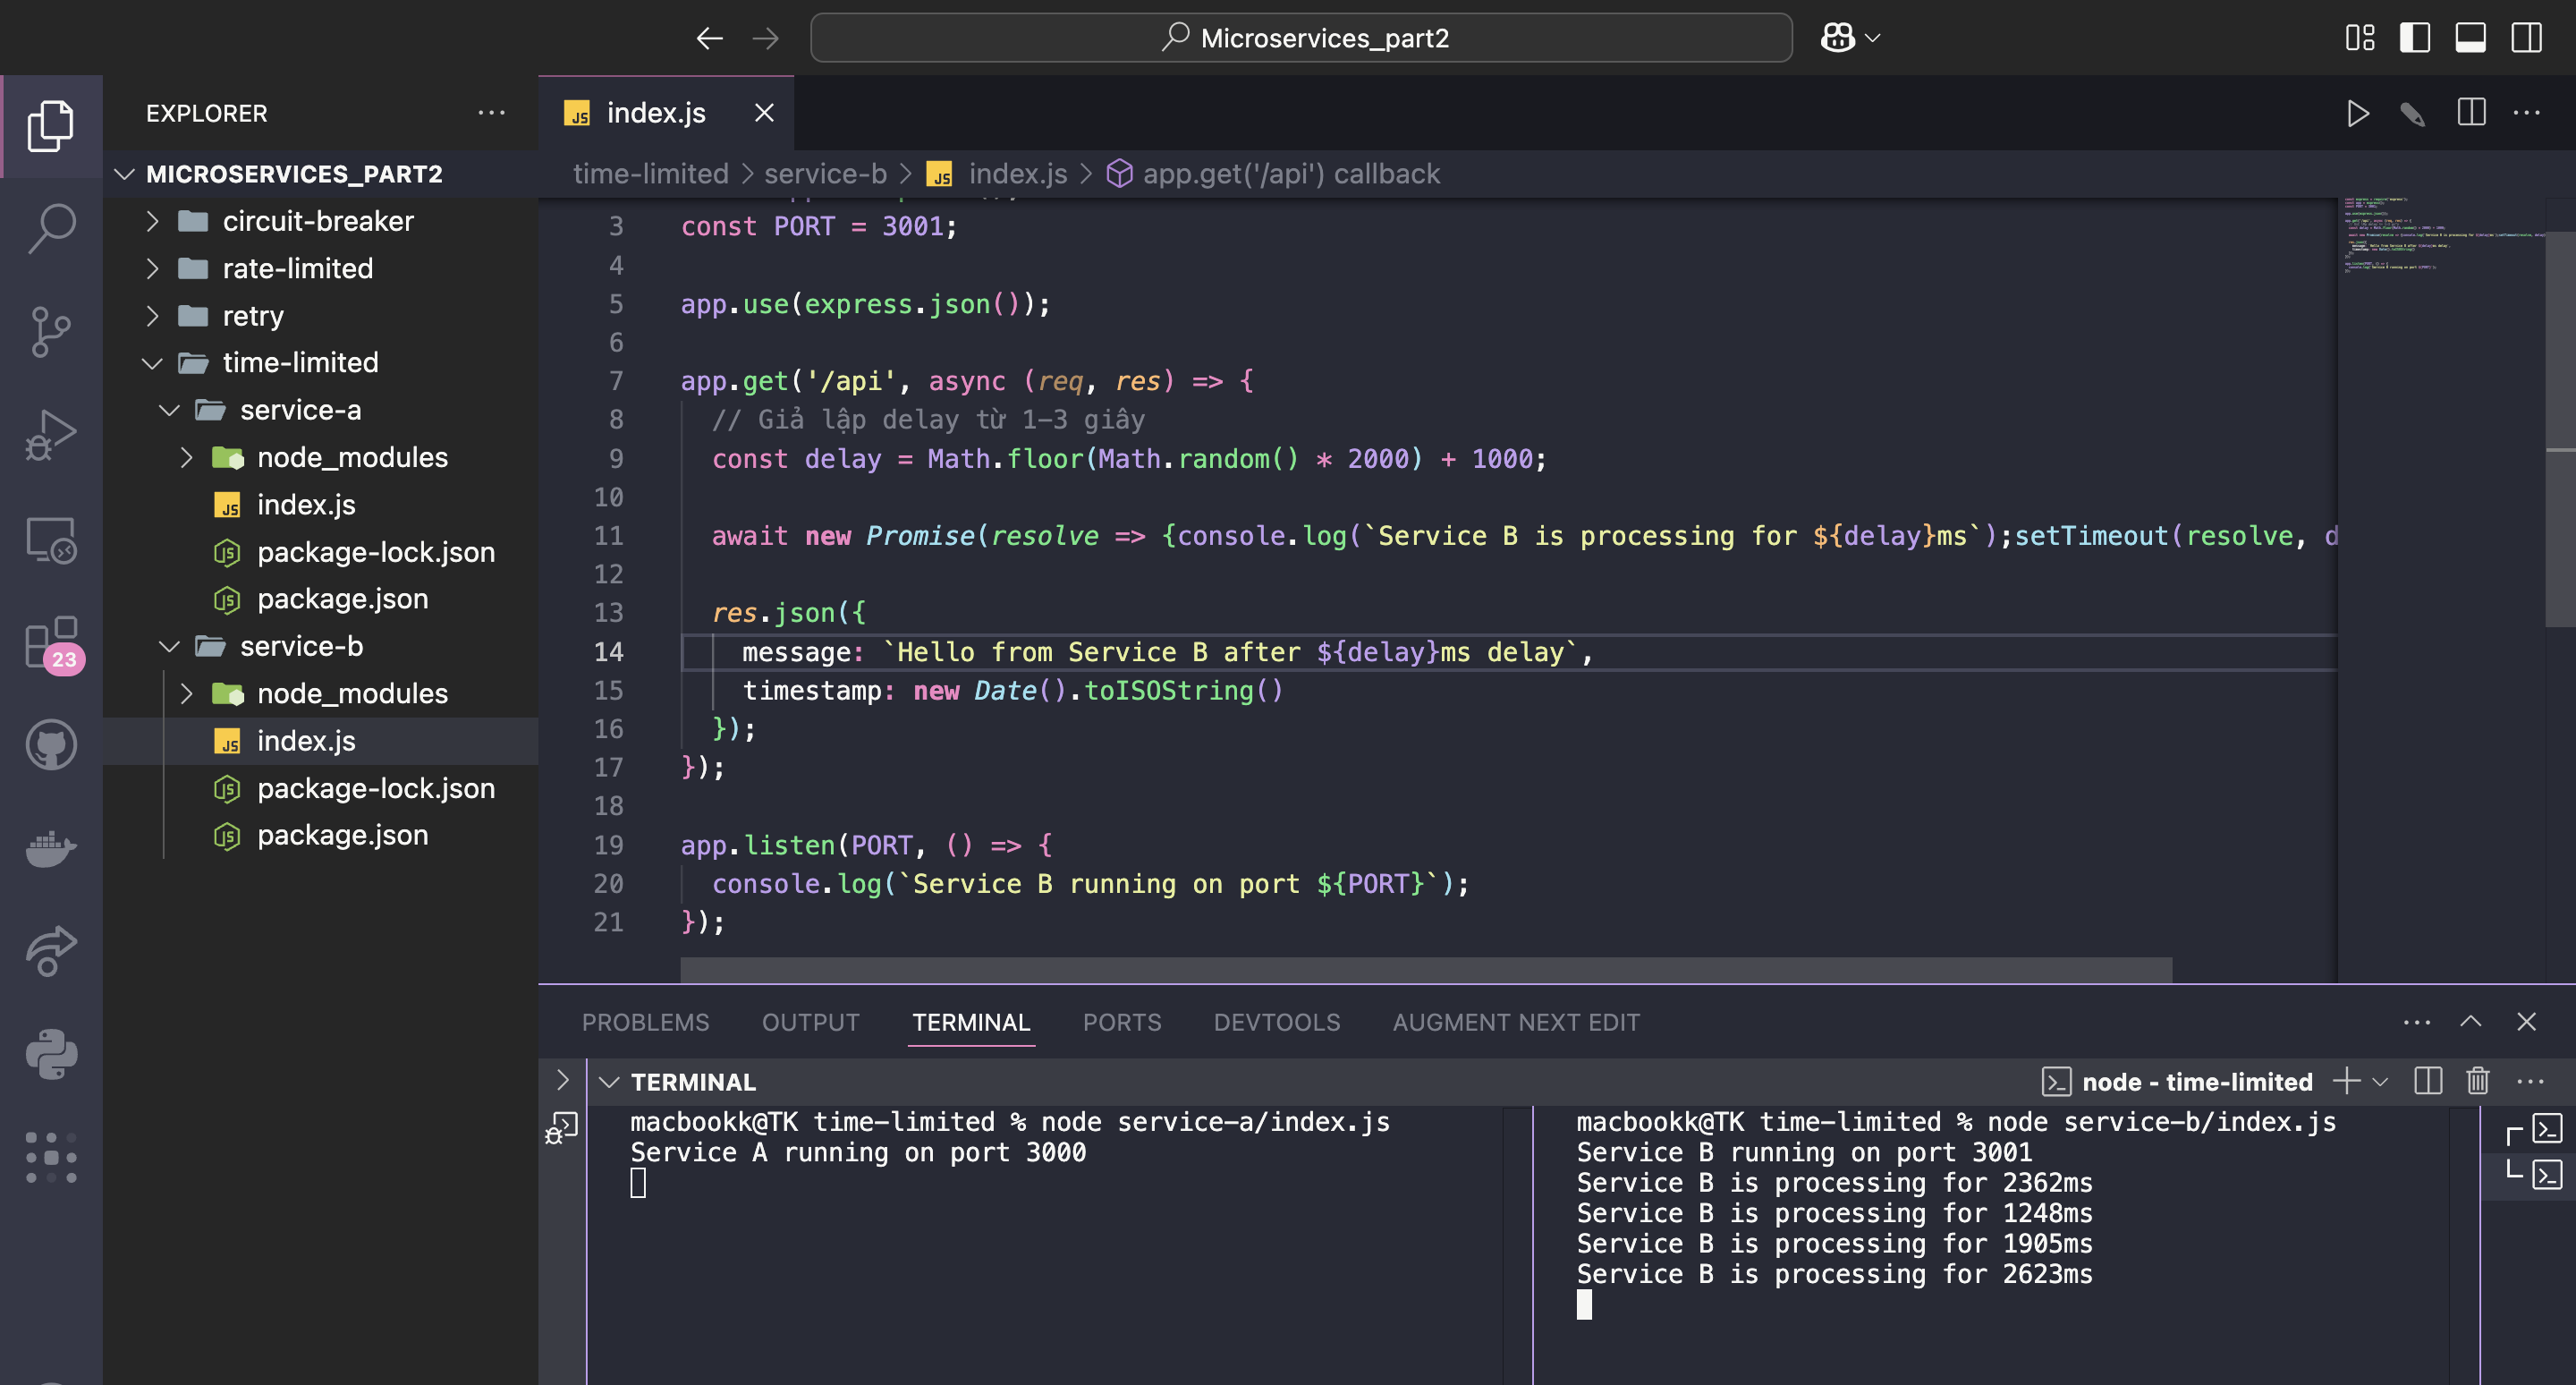 Microservices_part2
EXPLORER
MICROSERVICES_PART2
circuit-breaker
rate-limited
retry
time-limited
service-a
node_modules
index.js
package-lock.json
package.json
service-b
node_modules
index.js
package-lock.json
package.json
23
index.js
time-limited > service-b > index.js > app.get('/api') callback
3 const PORT = 3001;
4
5 app.use(express.json());
6
7 app.get('/api', async (req, res) => {
8 // Giả lập delay từ 1-3 giây
9 const delay = Math.floor(Math.random() * 2000) + 1000;
10
11 await new Promise(resolve => {console.log(`Service B is processing for ${delay}ms`);setTimeout(resolve, d
12
13 res.json({
14 message: `Hello from Service B after ${delay}ms delay`,
15 timestamp: new Date().toISOString()
16 });
17 });
18
19 app.listen(PORT, () => {
20 console.log(`Service B running on port ${PORT}`);
21 });
PROBLEMS OUTPUT TERMINAL PORTS DEVTOOLS AUGMENT NEXT EDIT
TERMINAL
node - time-limited
macbookk@TK time-limited % node service-a/index.js
Service A running on port 3000
macbookk@TK time-limited % node service-b/index.js
Service B running on port 3001
Service B is processing for 2362ms
Service B is processing for 1248ms
Service B is processing for 1905ms
Service B is processing for 2623ms